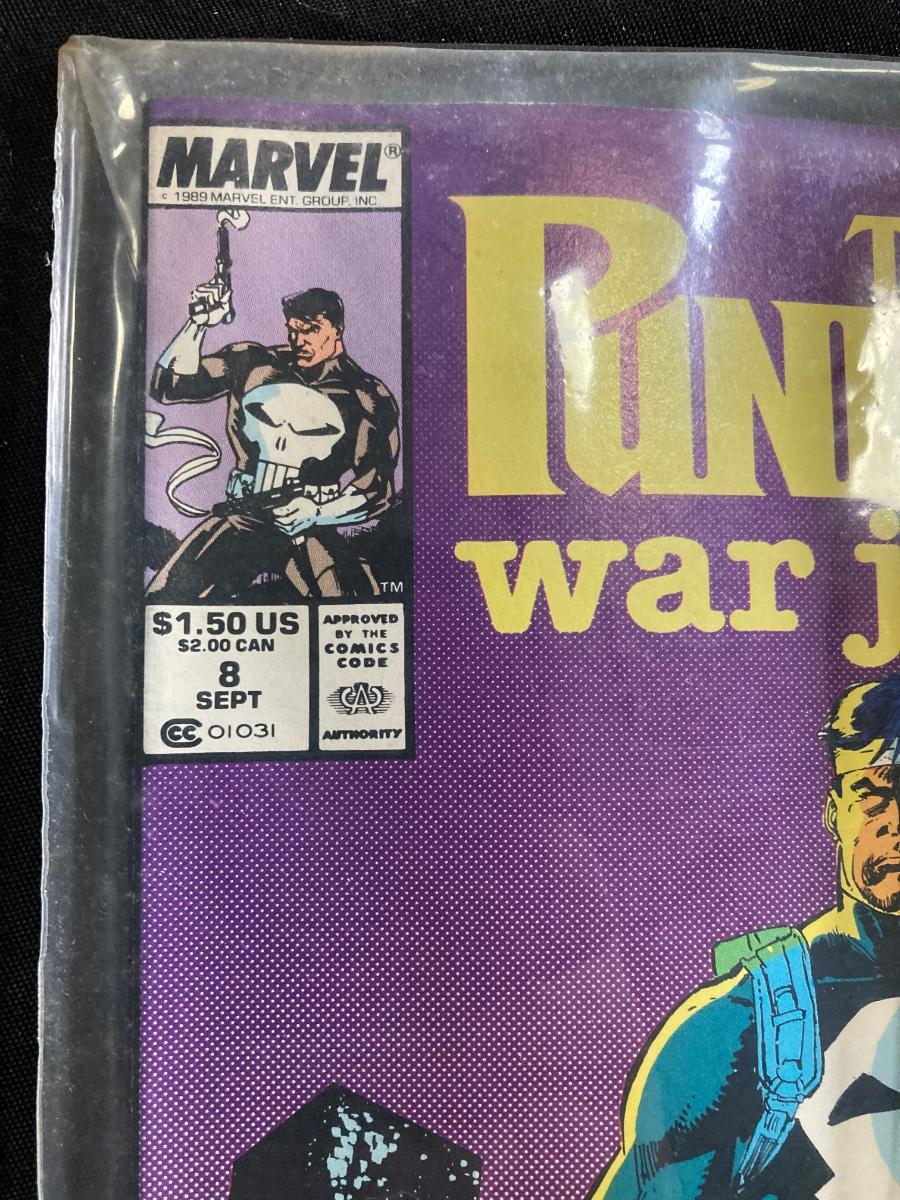 MARVEL®
© 1989 MARVEL ENT. GROUP, INC.
T
PUN
war j
TM
$1.50 US
$2.00 CAN
8
SEPT
CC 01031
APPROVED
BY THE
COMICS
CODE
CA
AUTHORITY